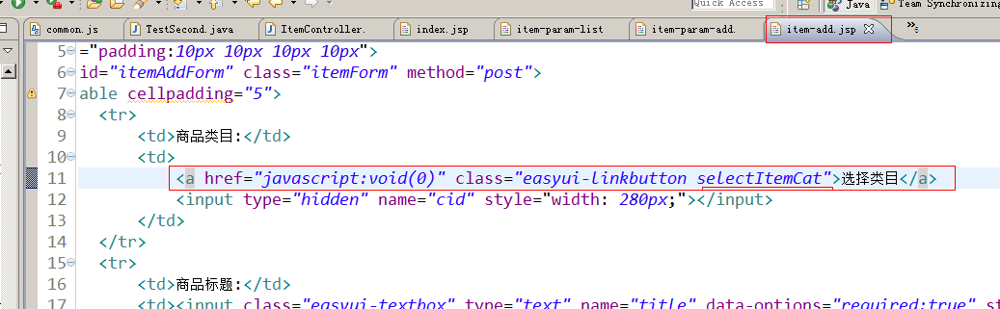 Quick Access
Java
Team Synchronizing
common.js
TestSecond.java
ItemController.
index.jsp
item-param-list
item-param-add.
item-add.jsp
5 ="padding:10px 10px 10px 10px">
6 id="itemAddForm" class="itemForm" method="post">
7 able cellpadding="5">
8 <tr>
9 <td>商品类目:</td>
10 <td>
11 <a href="javascript:void(0)" class="easyui-linkbutton selectItemCat">选择类目</a>
12 <input type="hidden" name="cid" style="width: 280px;"></input>
13 </td>
14 </tr>
15 <tr>
16 <td>商品标题:</td>
17 <td><input class="easyui-textbox" type="text" name="title" data-options="required:true" st